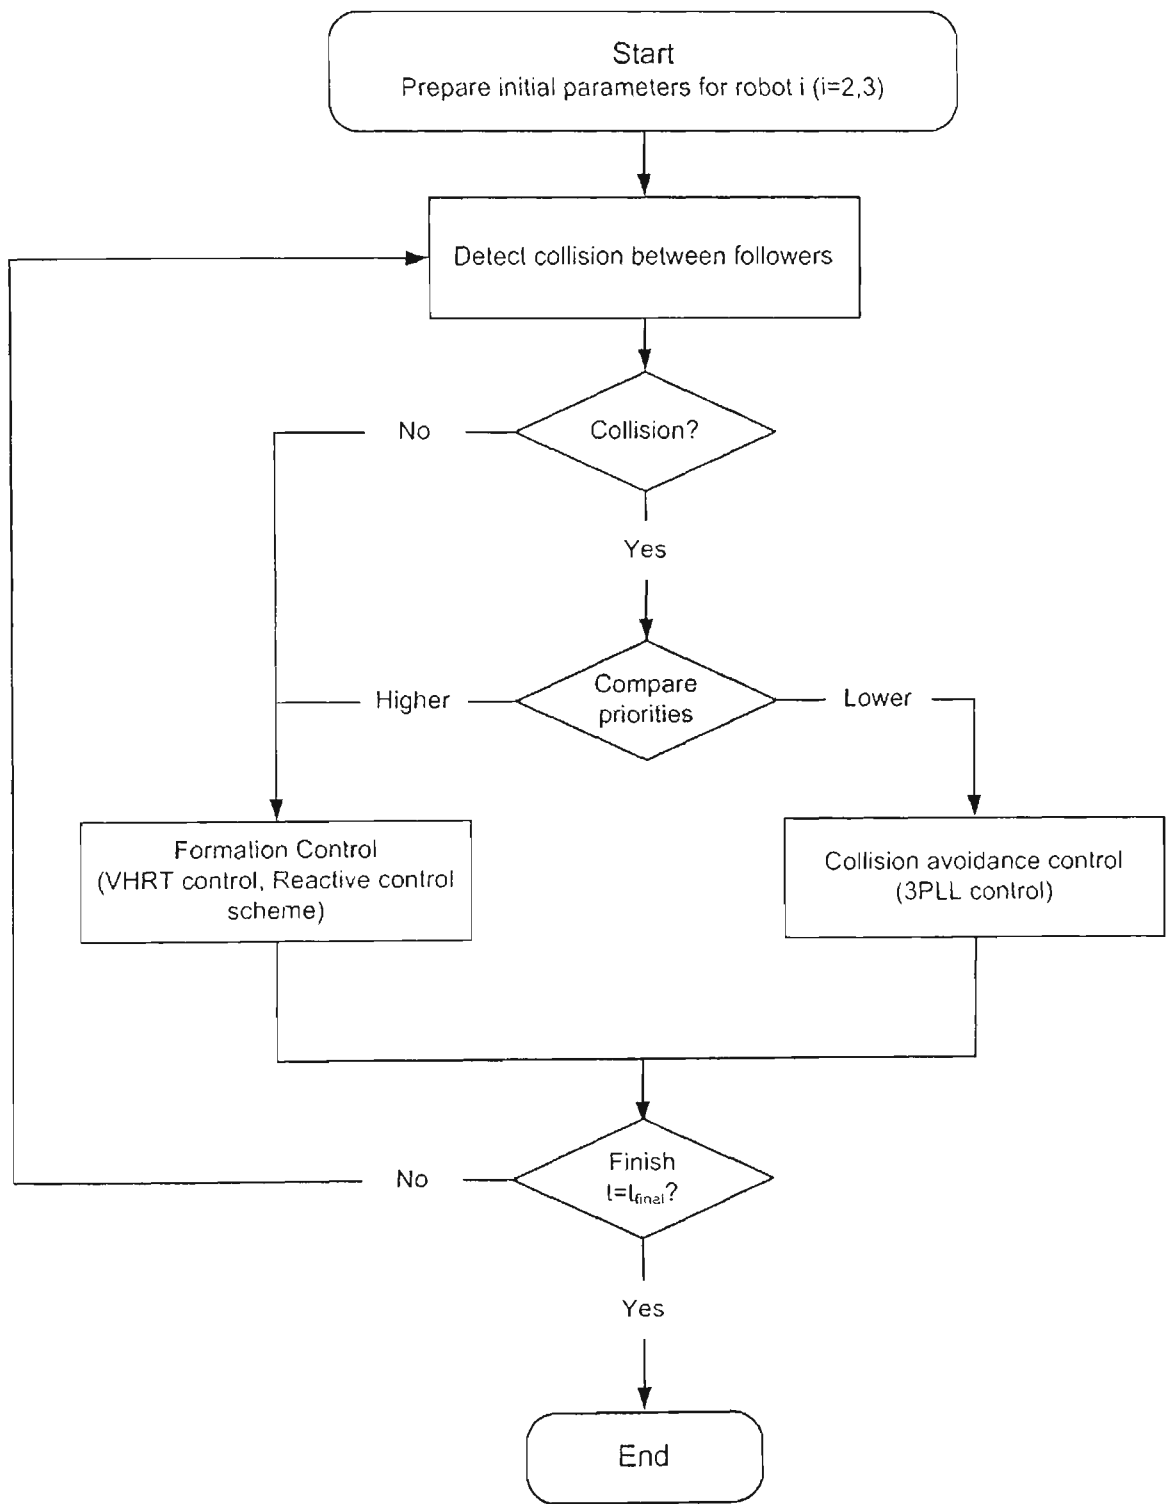 Start
Prepare initial parameters for robot i (i=2,3)
Detect collision between followers
No
Collision?
Yes
Higher
Compare
priorities
Lower
Formation Control
(VHRT control, Reactive control
scheme)
Collision avoidance control
(3PLL control)
No
Finish
t=t_final?
Yes
End